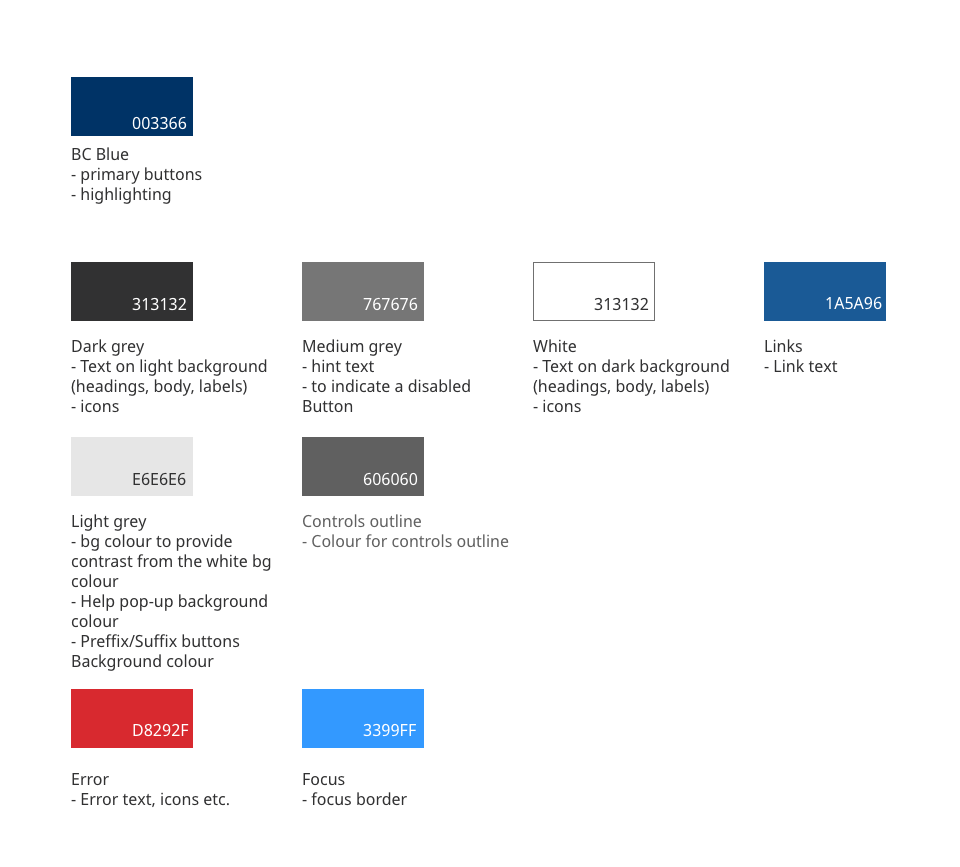 003366
BC Blue
- primary buttons
- highlighting
313132
Dark grey
- Text on light background
(headings, body, labels)
- icons
767676
Medium grey
- hint text
- to indicate a disabled
Button
313132
White
- Text on dark background
(headings, body, labels)
- icons
1A5A96
Links
- Link text
E6E6E6
Light grey
- bg colour to provide
contrast from the white bg
colour
- Help pop-up background
colour
- Preffix/Suffix buttons
Background colour
606060
Controls outline
- Colour for controls outline
D8292F
Error
- Error text, icons etc.
3399FF
Focus
- focus border